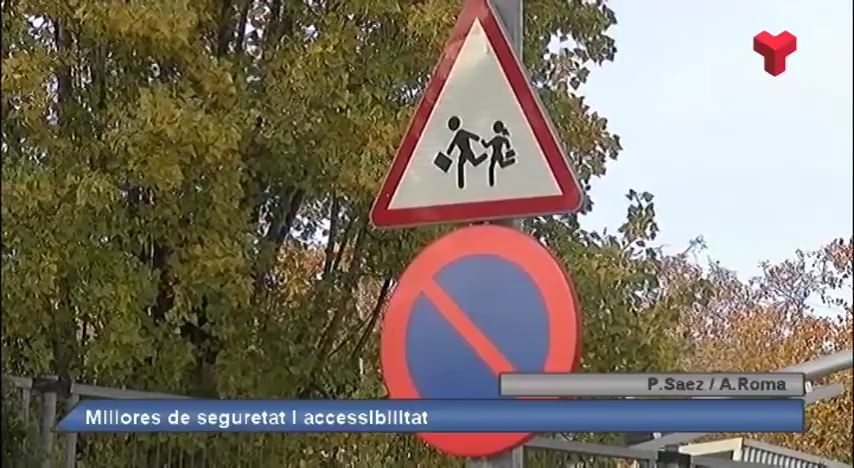 P.Saez / A.Roma
Millores de seguretat i accessibilitat